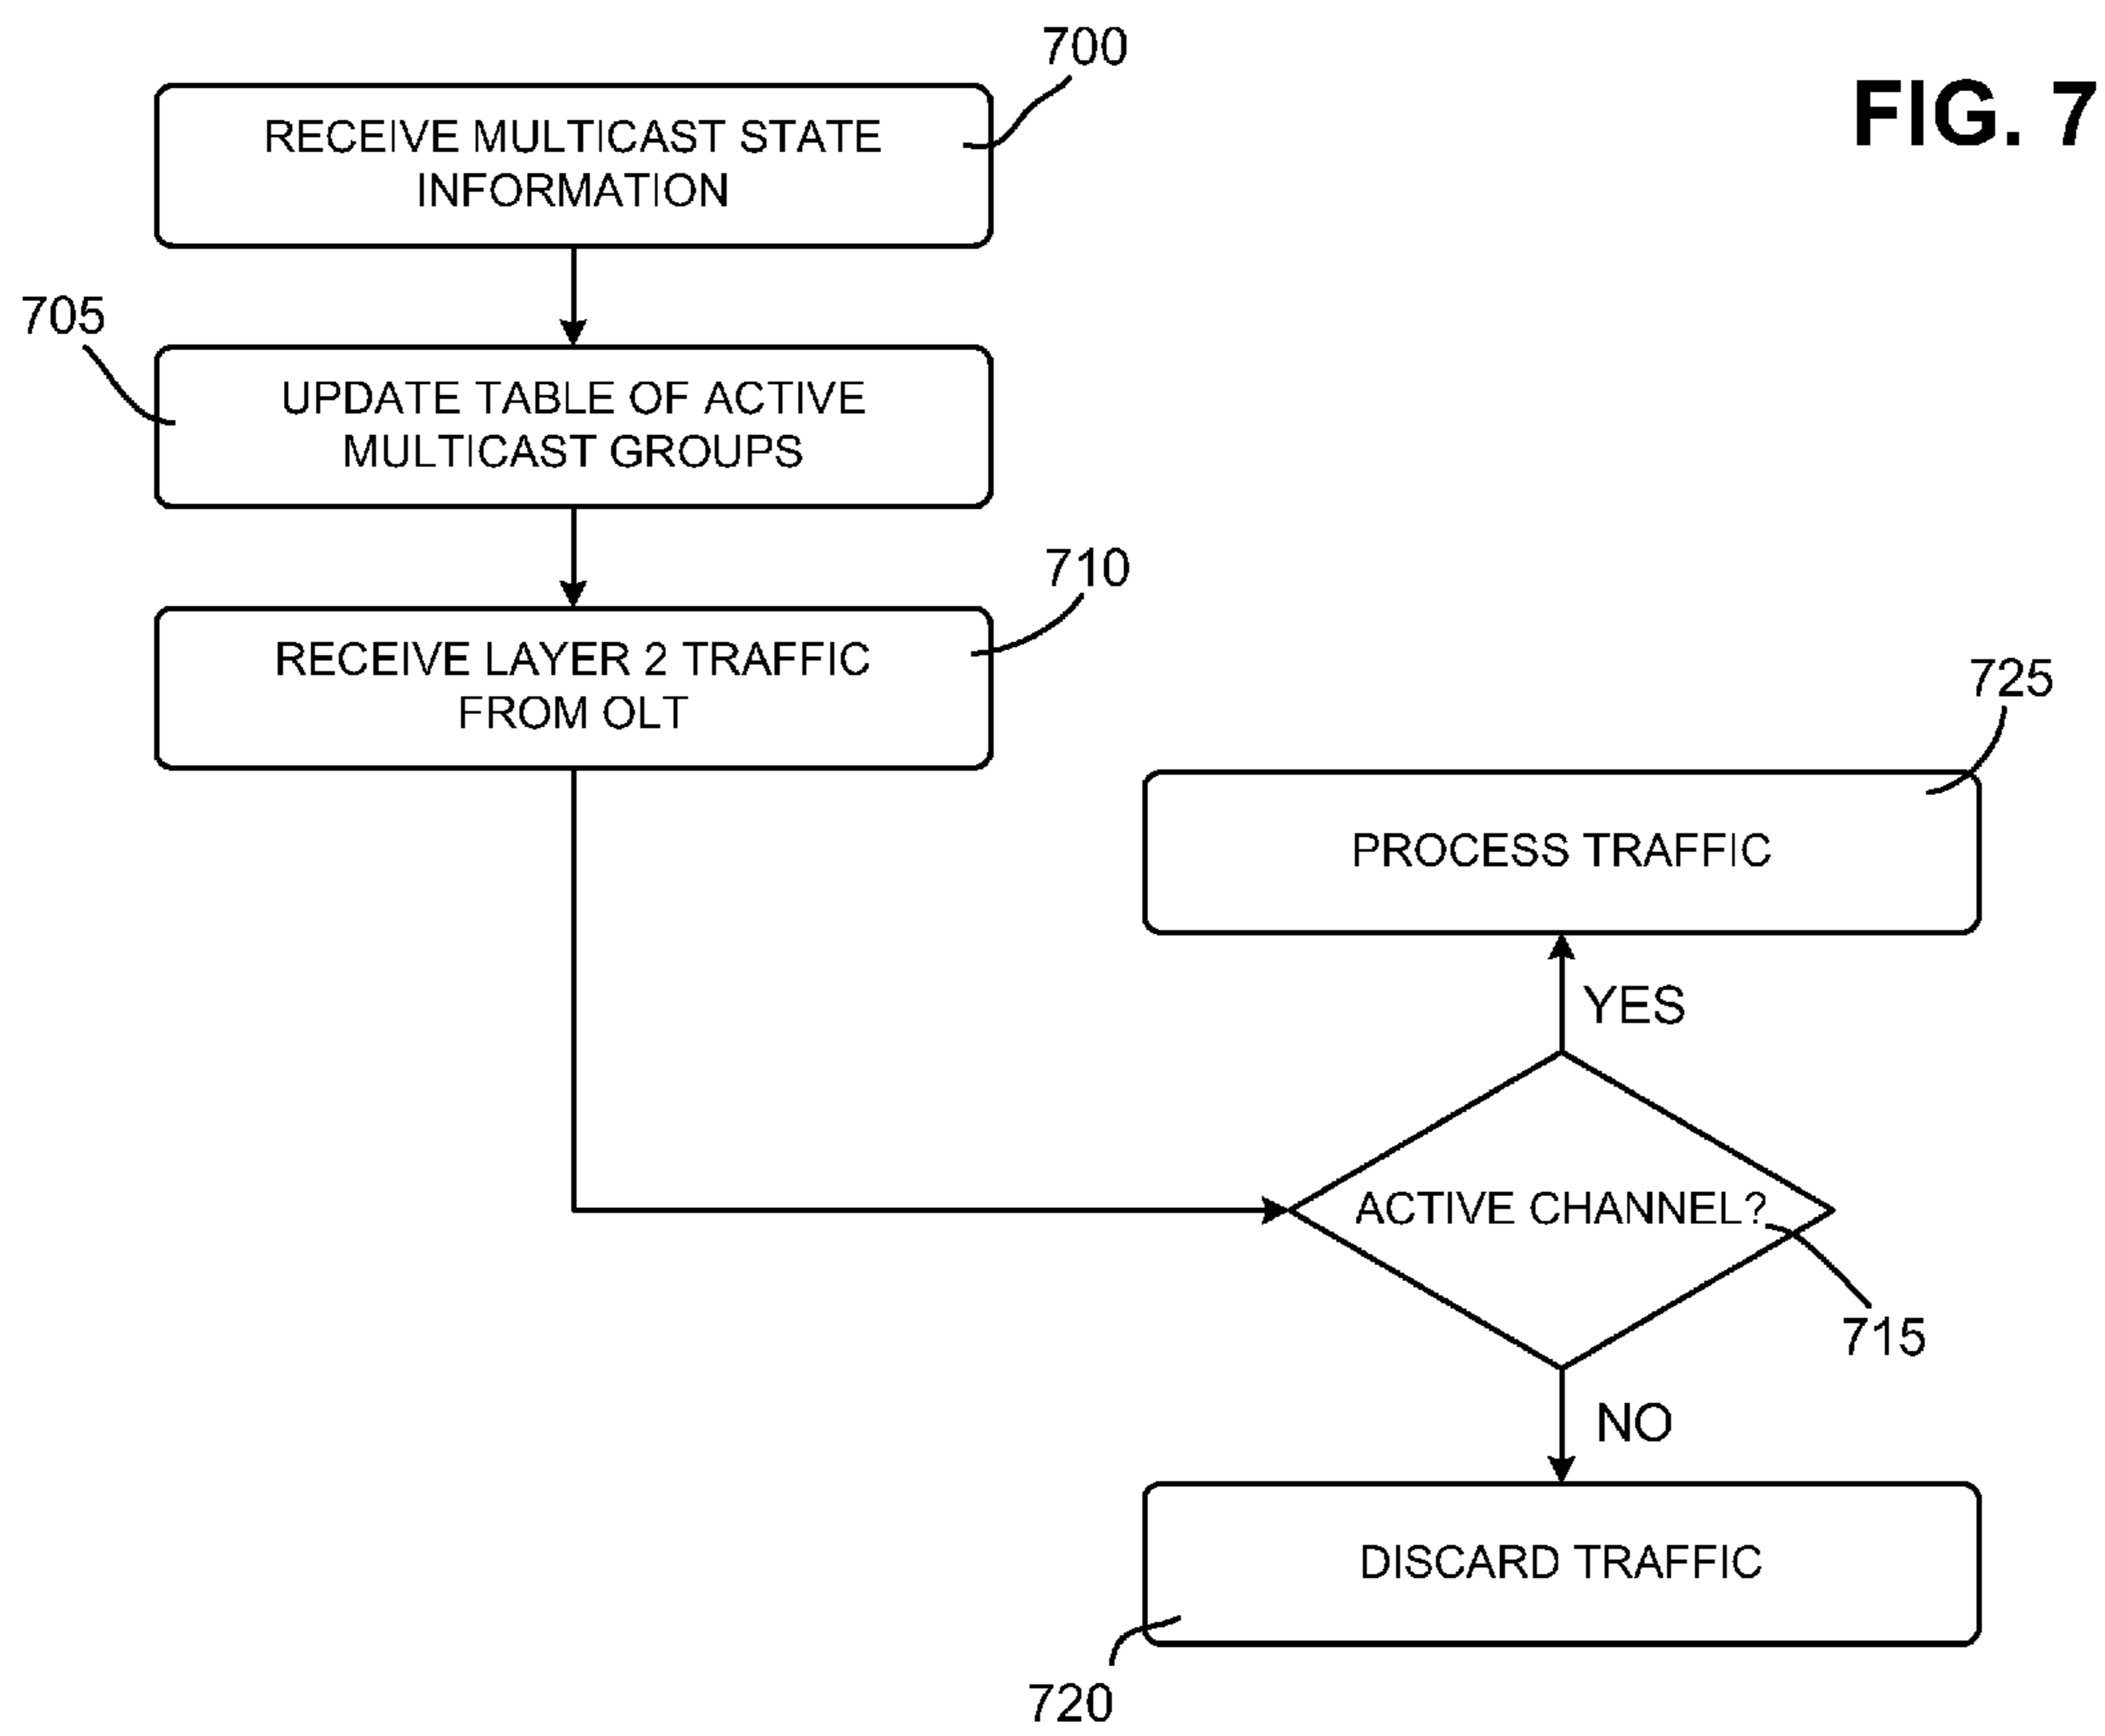 700
FIG. 7
RECEIVE MULTICAST STATE
INFORMATION
705
UPDATE TABLE OF ACTIVE
MULTICAST GROUPS
710
RECEIVE LAYER 2 TRAFFIC
FROM OLT
725
PROCESS TRAFFIC
YES
ACTIVE CHANNEL?
715
NO
DISCARD TRAFFIC
720